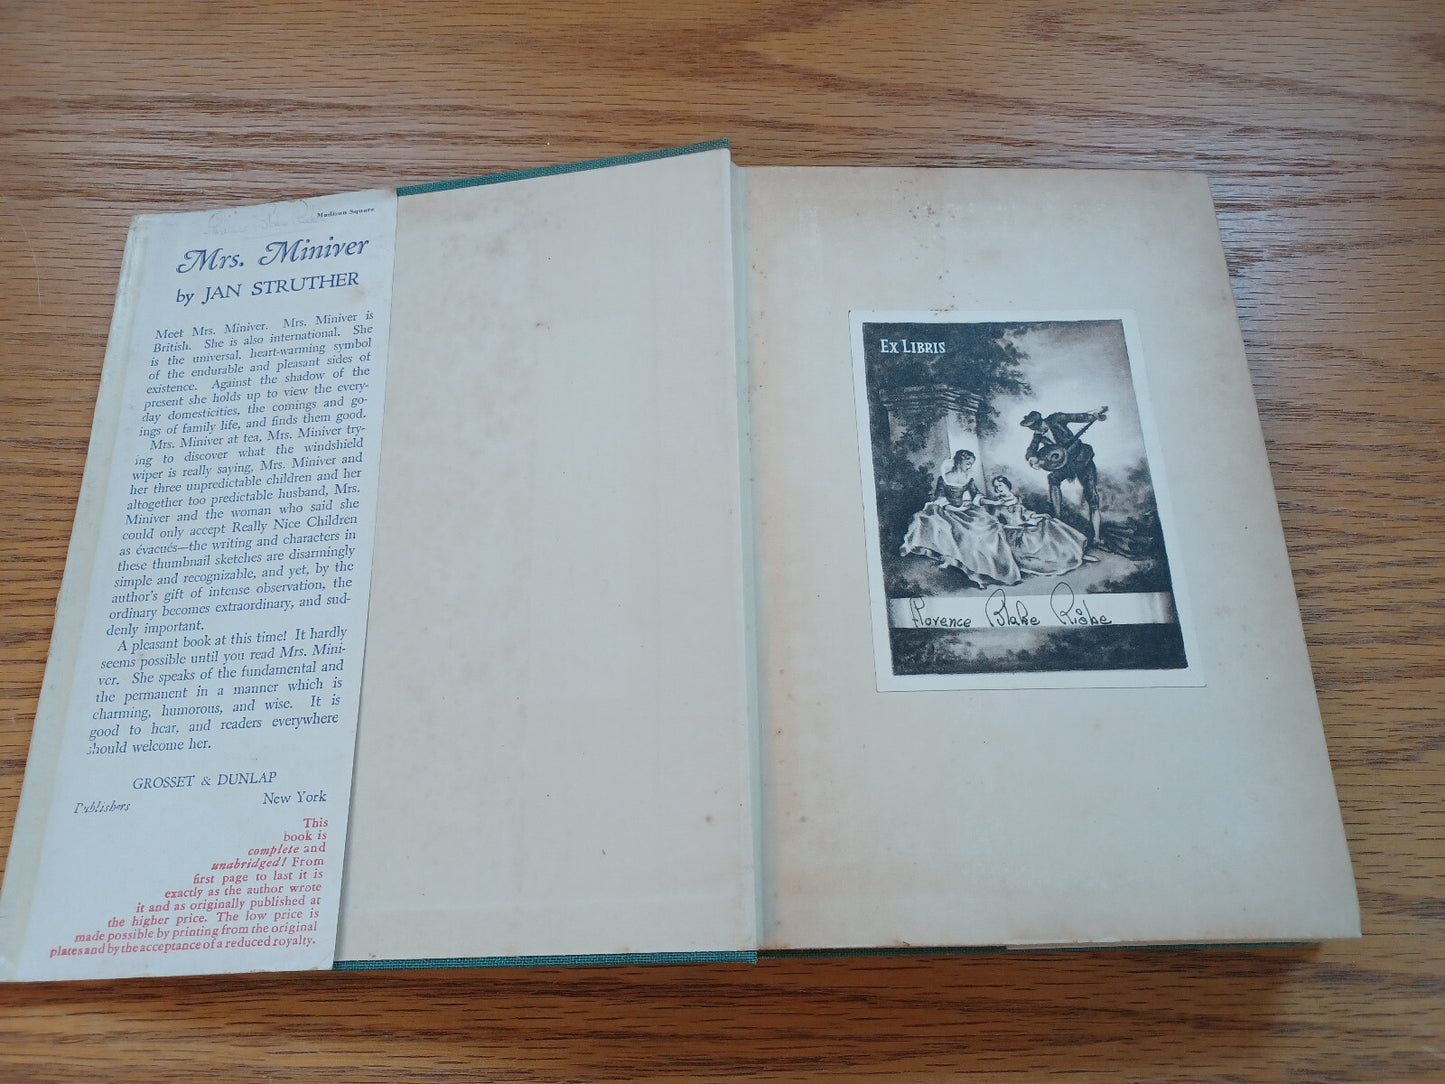 Madison Square
Mrs. Miniver
by JAN STRUTHER
Meet Mrs. Miniver. Mrs. Miniver is
British. She is also international. She
is the universal, heart-warming symbol
of the endurable and pleasant sides of
existence. Against the shadow of the
present she holds up to view the every-
day domesticities, the comings and go-
ings of family life, and finds them good.
Mrs. Miniver at tea, Mrs. Miniver try-
ing to discover what the windshield
wiper is really saying, Mrs. Miniver and
her three unpredictable children and her
altogether too predictable husband, Mrs.
Miniver and the woman who said she
could only accept Really Nice Children
as évacués—the writing and characters in
these thumbnail sketches are disarmingly
simple and recognizable, and yet, by the
author's gift of intense observation, the
ordinary becomes extraordinary, and sud-
denly important.
A pleasant book at this time! It hardly
seems possible until you read Mrs. Mini-
ver. She speaks of the fundamental and
the permanent in a manner which is
charming, humorous, and wise. It is
good to hear, and readers everywhere
should welcome her.
GROSSET & DUNLAP
Publishers New York
This
book is
complete and
unabridged! From
first page to last it is
exactly as the author wrote
it and as originally published at
the higher price. The low price is
made possible by printing from the original
plates and by the acceptance of a reduced royalty.
EX LIBRIS
Florence Blake Riebe